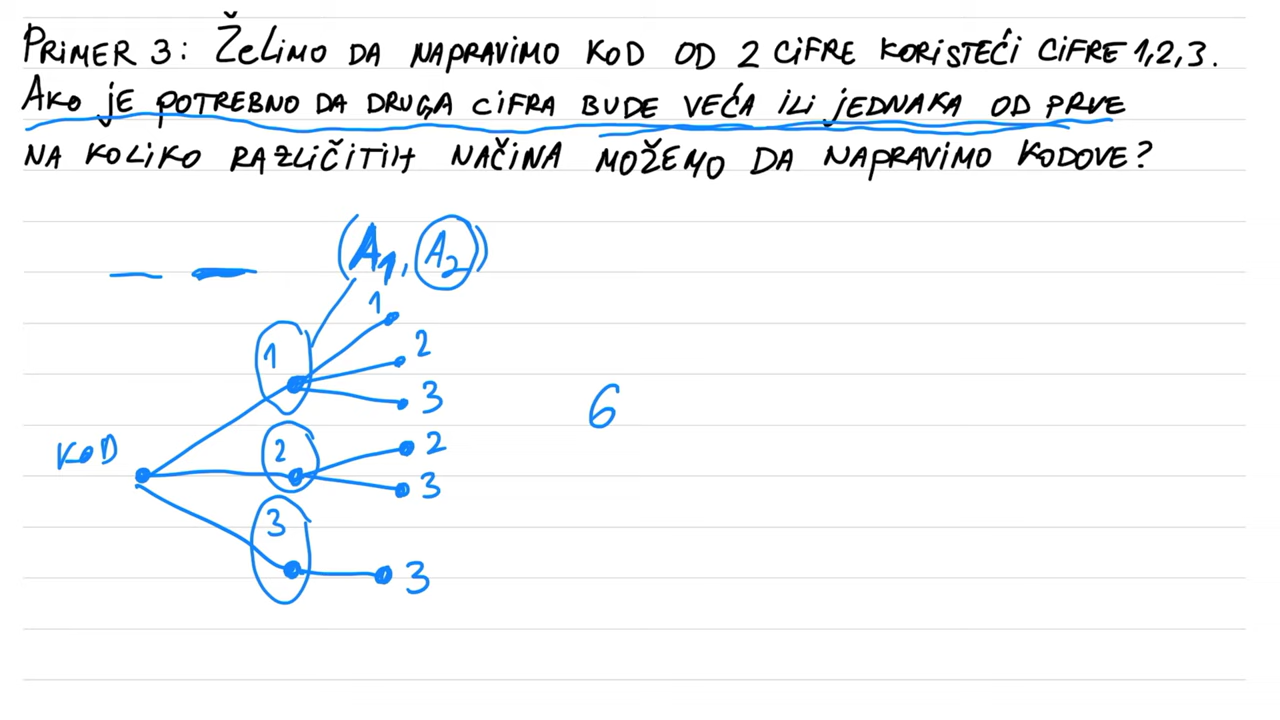 PRIMER 3: ŽELIMO DA NAPRAVIMO KOD OD 2 CIFRE KORISTEĆI CIFRE 1,2,3.
AKO JE POTREBNO DA DRUGA CIFRA BUDE VEĆA ILI JEDNAKA OD PRVE
NA KOLIKO RAZLIČITIH NAČINA MOŽEMO DA NAPRAVIMO KODOVE?
(A₁, A₂)
1
1
2
3
6
KOD
2
2
3
3
3